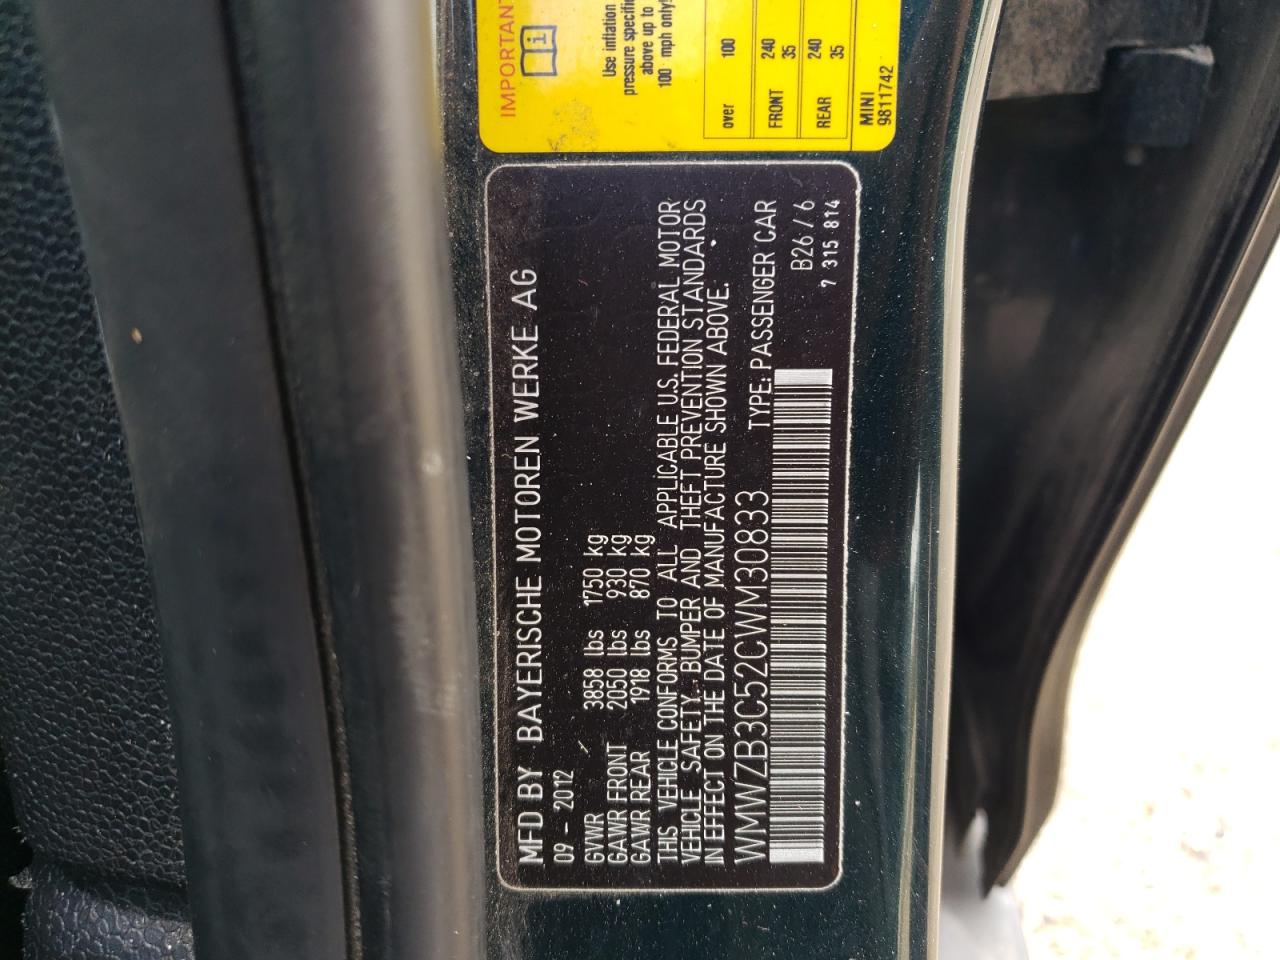 MFD BY BAYERISCHE MOTOREN WERKE AG
09 - 2012
GVWR 3858 lbs 1750 kg
GAWR FRONT 2050 lbs 930 kg
GAWR REAR 1918 lbs 870 kg
THIS VEHICLE CONFORMS TO ALL APPLICABLE U.S. FEDERAL MOTOR
VEHICLE SAFETY, BUMPER AND THEFT PREVENTION STANDARDS
IN EFFECT ON THE DATE OF MANUFACTURE SHOWN ABOVE.
WMWZB3C52CWM30833 TYPE: PASSENGER CAR
B26 / 6
7 315 814
IMPORTANT
i
Use inflation
pressure
above up to
100 mph only!
over 100
FRONT 240 35
REAR 240 35
MINI
9811742